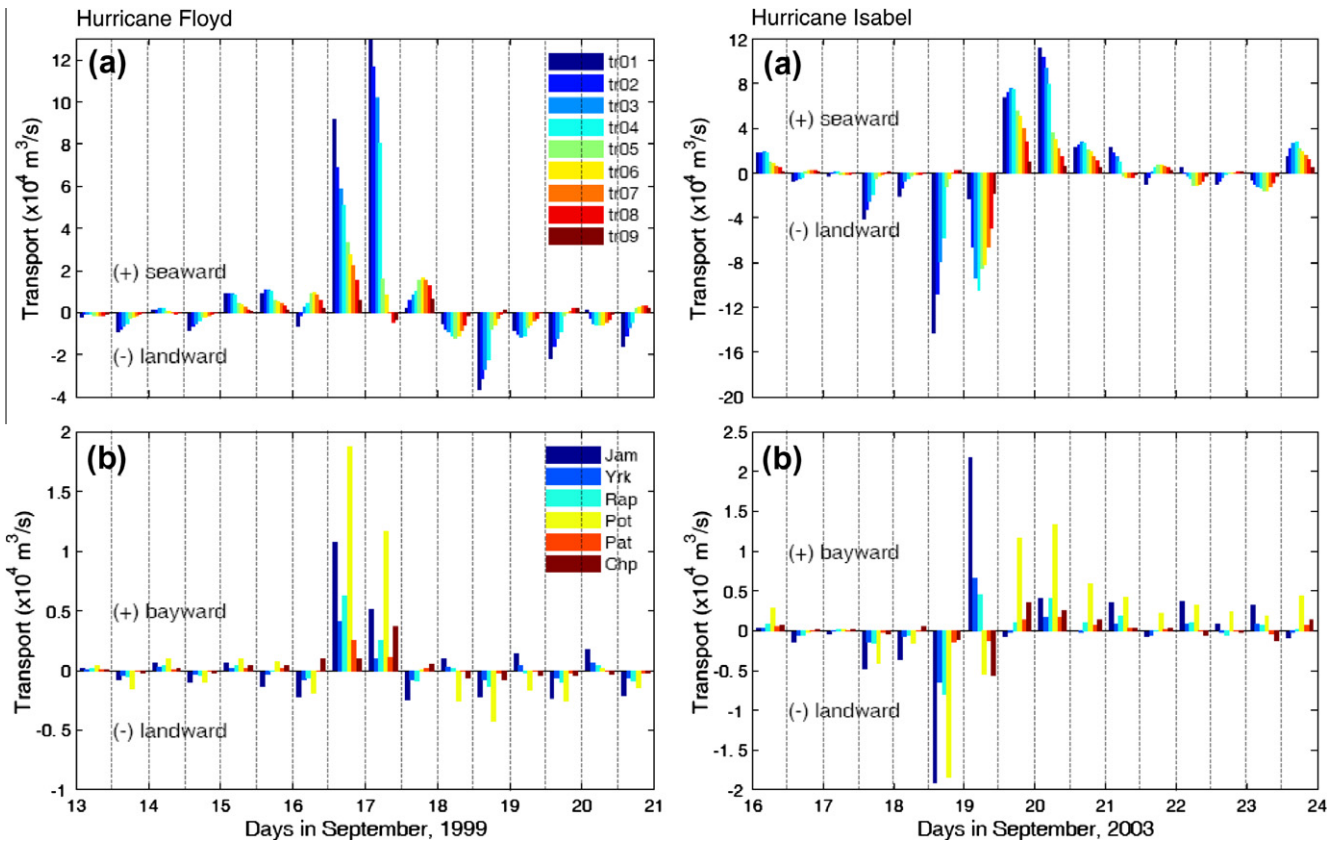 Hurricane Floyd
(a)
12
10
8
6
4
2
0
-2
-4
Transport (x10⁴ m³/s)
(+) seaward
(-) landward
tr01
tr02
tr03
tr04
tr05
tr06
tr07
tr08
tr09
(b)
2
1.5
1
0.5
0
-0.5
-1
Transport (x10⁴ m³/s)
(+) bayward
(-) landward
Jam
Yrk
Rap
Pot
Pat
Chp
13 14 15 16 17 18 19 20 21
Days in September, 1999
Hurricane Isabel
(a)
12
8
4
0
-4
-8
-12
-16
-20
Transport (x10⁴ m³/s)
(+) seaward
(-) landward
(b)
2.5
2
1.5
1
0.5
0
-0.5
-1
-1.5
-2
Transport (x10⁴ m³/s)
(+) bayward
(-) landward
16 17 18 19 20 21 22 23 24
Days in September, 2003